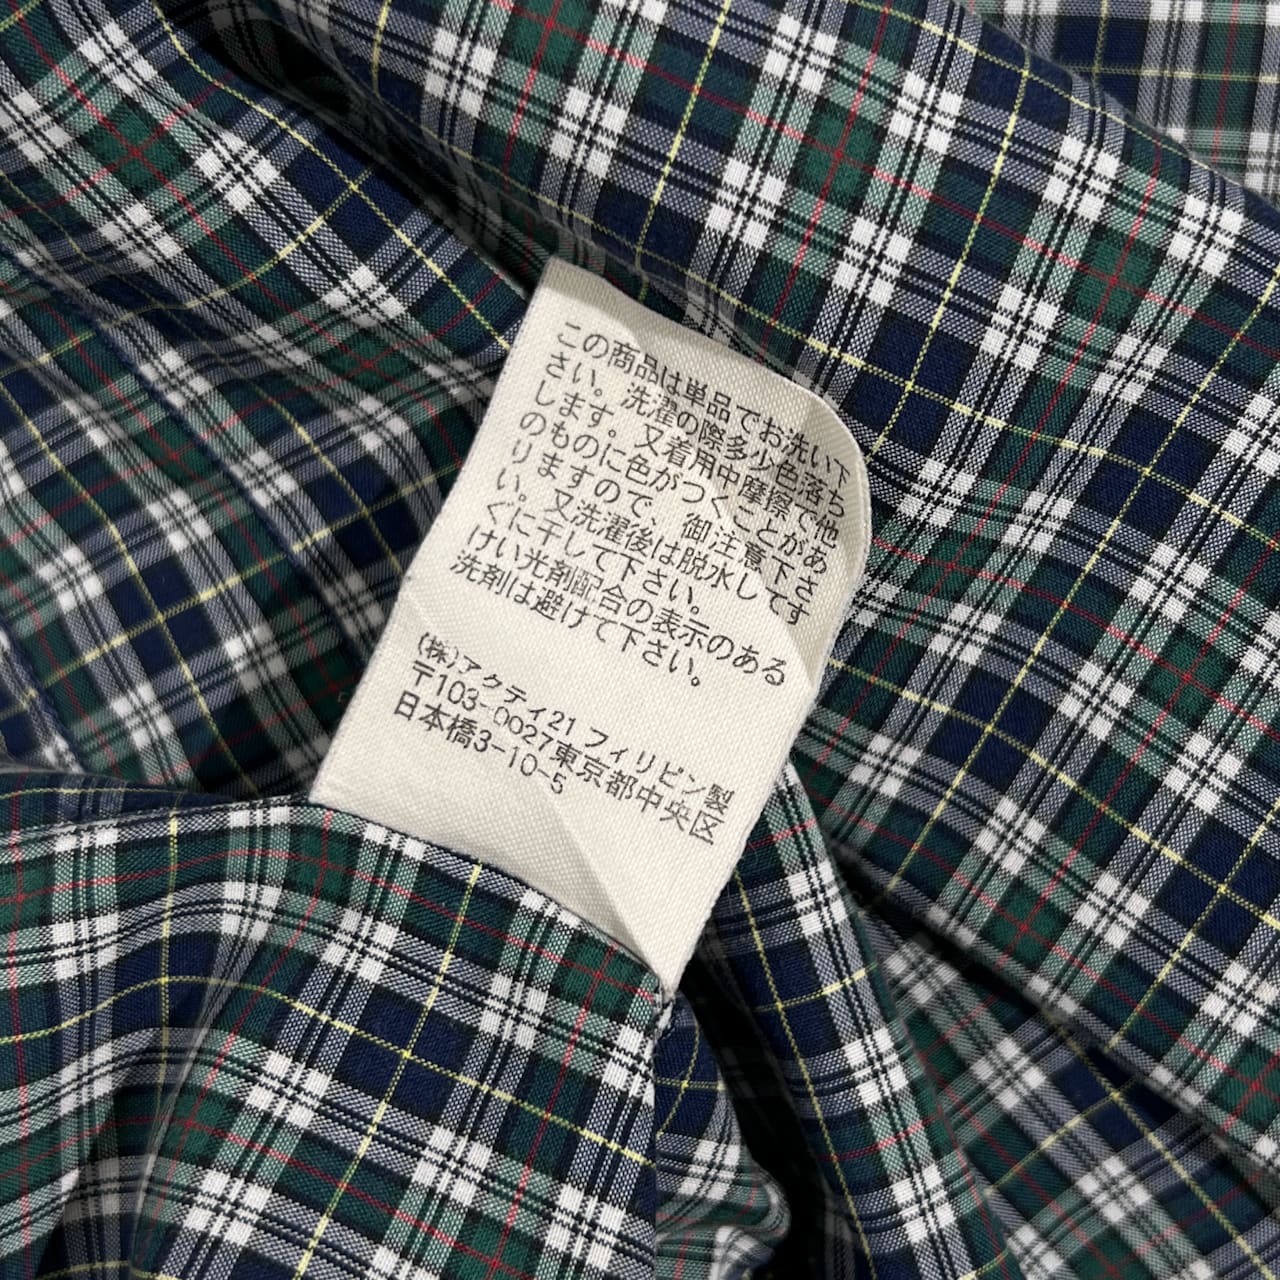 この商品は単品でお洗い下
さい。洗濯の際多少色落ち
します。又着用中摩擦で他
のものに色がつくことがあ
りますので、御注意下さ
い。又洗濯後は脱水してす
ぐに干して下さい。
けい光剤配合の表示のある
洗剤は避けて下さい。
(株)アクティ21 フィリピン製
〒103-0027東京都中央区
日本橋3-10-5